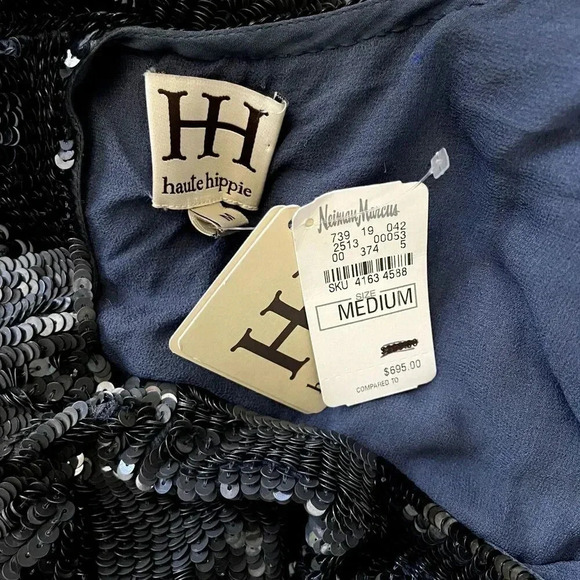 HH
haute hippie
M
H
Neiman Marcus
739 19 042
2513 00053
00 374 5
SKU 4163 4588
SIZE
MEDIUM
$695.00
COMPARED TO